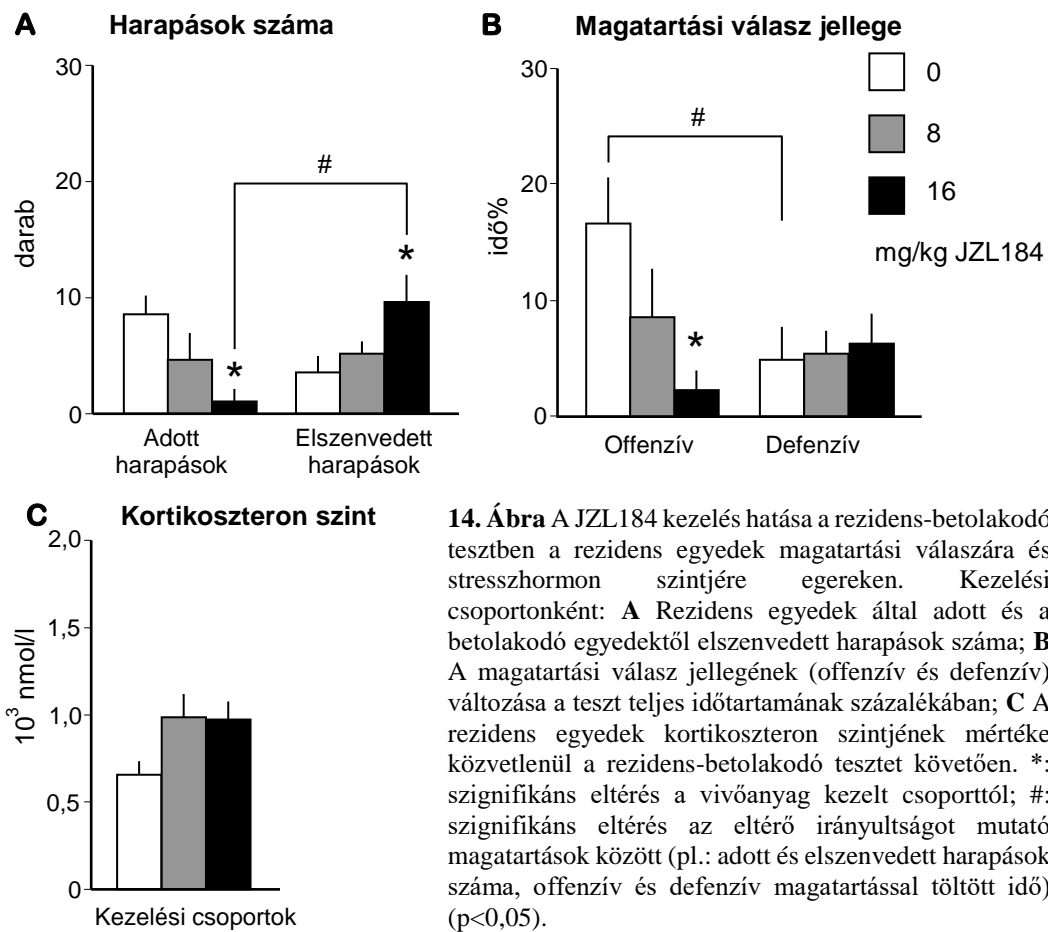 A Harapások száma
30
20
10
0
darab
#
*
*
Adott
harapások
Elszenvedett
harapások
B Magatartási válasz jellege
30
20
10
0
idő%
#
*
Offenzív
Defenzív
0
8
16
mg/kg JZL184
C Kortikoszteron szint
2,0
1,5
1,0
0,5
0
10³ nmol/l
Kezelési csoportok
14. Ábra A JZL184 kezelés hatása a rezidens-betolakodó
tesztben a rezidens egyedek magatartási válaszára és
stresszhormon szintjére egereken. Kezelési
csoportonként: A Rezidens egyedek által adott és a
betolakodó egyedektől elszenvedett harapások száma; B
A magatartási válasz jellegének (offenzív és defenzív)
változása a teszt teljes időtartamának százalékában; C A
rezidens egyedek kortikoszteron szintjének mértéke
közvetlenül a rezidens-betolakodó tesztet követően. *:
szignifikáns eltérés a vivőanyag kezelt csoporttól; #:
szignifikáns eltérés az eltérő irányultságot mutató
magatartások között (pl.: adott és elszenvedett harapások
száma, offenzív és defenzív magatartással töltött idő)
(p<0,05).